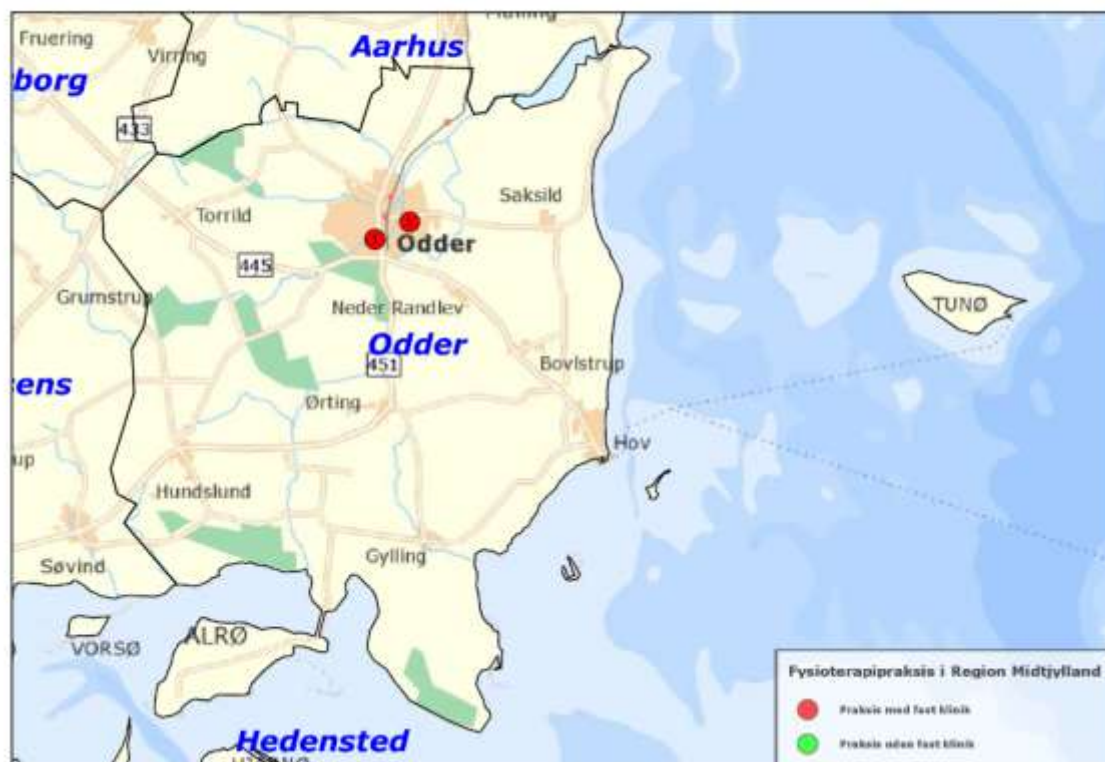 Fruering
Virring
Aarhus
borg
433
Saksild
Torrild
Odder
445
TUNØ
Grumstrup
Neder Randlev
Odder
451
Bovlstrup
sens
Ørting
Hov
up
Hundslund
Gylling
Søvind
ALRØ
VORSØ
Fysioterapipraksis i Region Midtjylland
Praksis med fast klinik
Praksis uden fast klinik
Hedensted